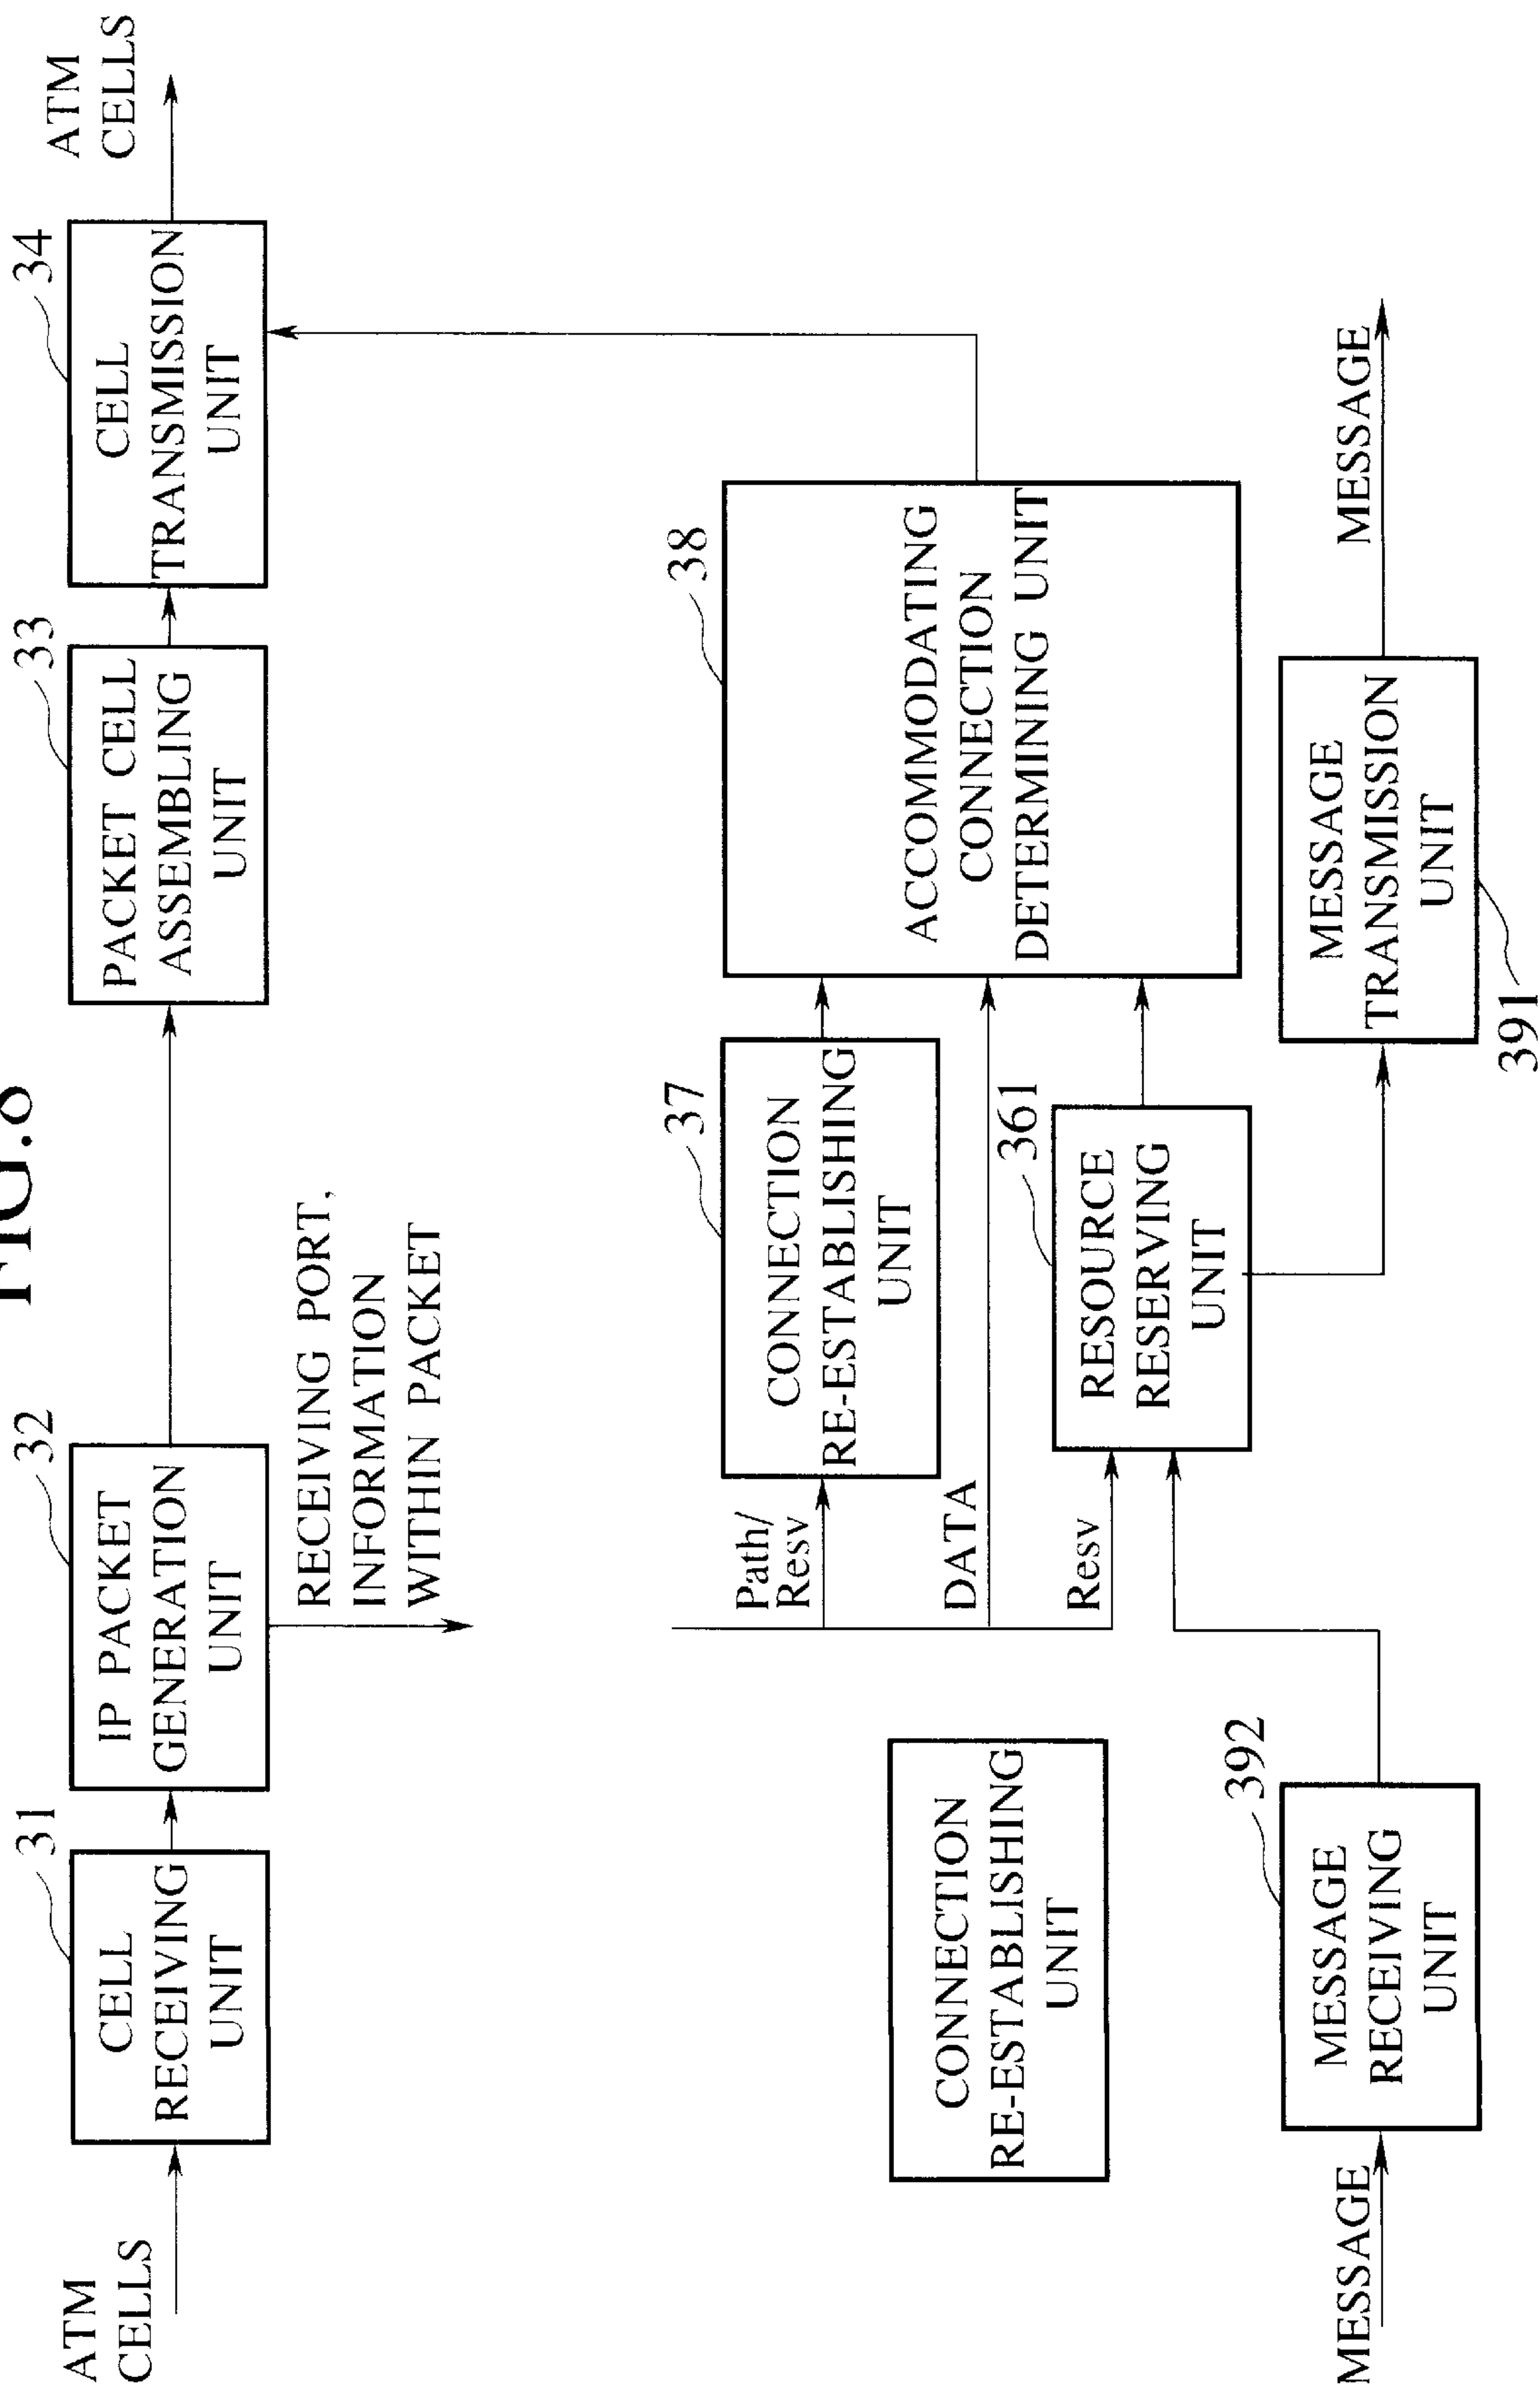 FIG.8
ATM
CELLS
31
CELL
RECEIVING
UNIT
32
IP PACKET
GENERATION
UNIT
RECEIVING PORT,
INFORMATION
WITHIN PACKET
33
PACKET CELL
ASSEMBLING
UNIT
34
CELL
TRANSMISSION
UNIT
ATM
CELLS
Path/
Resv
DATA
Resv
37
CONNECTION
RE-ESTABLISHING
UNIT
361
RESOURCE
RESERVING
UNIT
38
ACCOMMODATING
CONNECTION
DETERMINING UNIT
CONNECTION
RE-ESTABLISHING
UNIT
MESSAGE
392
MESSAGE
RECEIVING
UNIT
MESSAGE
TRANSMISSION
UNIT
391
MESSAGE